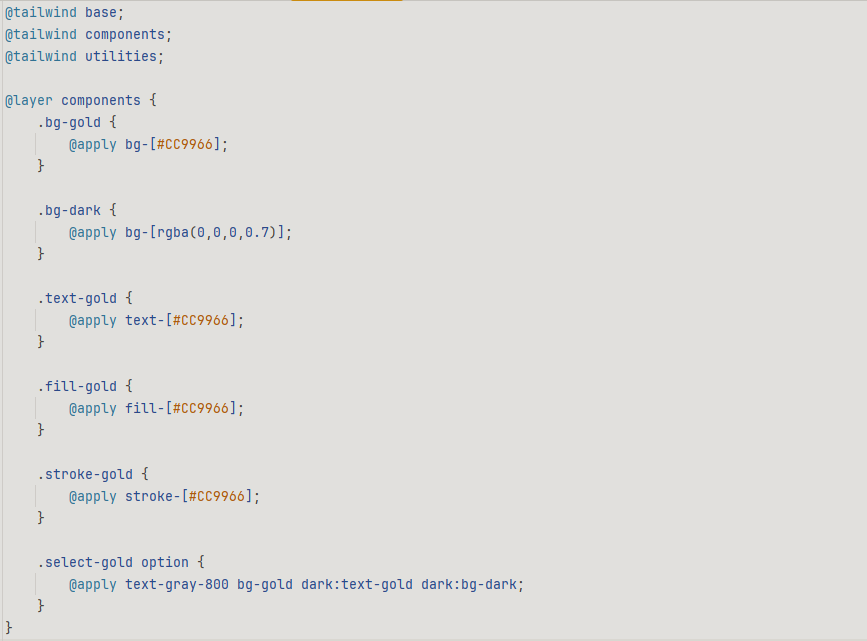 @tailwind base;
@tailwind components;
@tailwind utilities;

@layer components {
    .bg-gold {
        @apply bg-[#CC9966];
    }

    .bg-dark {
        @apply bg-[rgba(0,0,0,0.7)];
    }

    .text-gold {
        @apply text-[#CC9966];
    }

    .fill-gold {
        @apply fill-[#CC9966];
    }

    .stroke-gold {
        @apply stroke-[#CC9966];
    }

    .select-gold option {
        @apply text-gray-800 bg-gold dark:text-gold dark:bg-dark;
    }
}